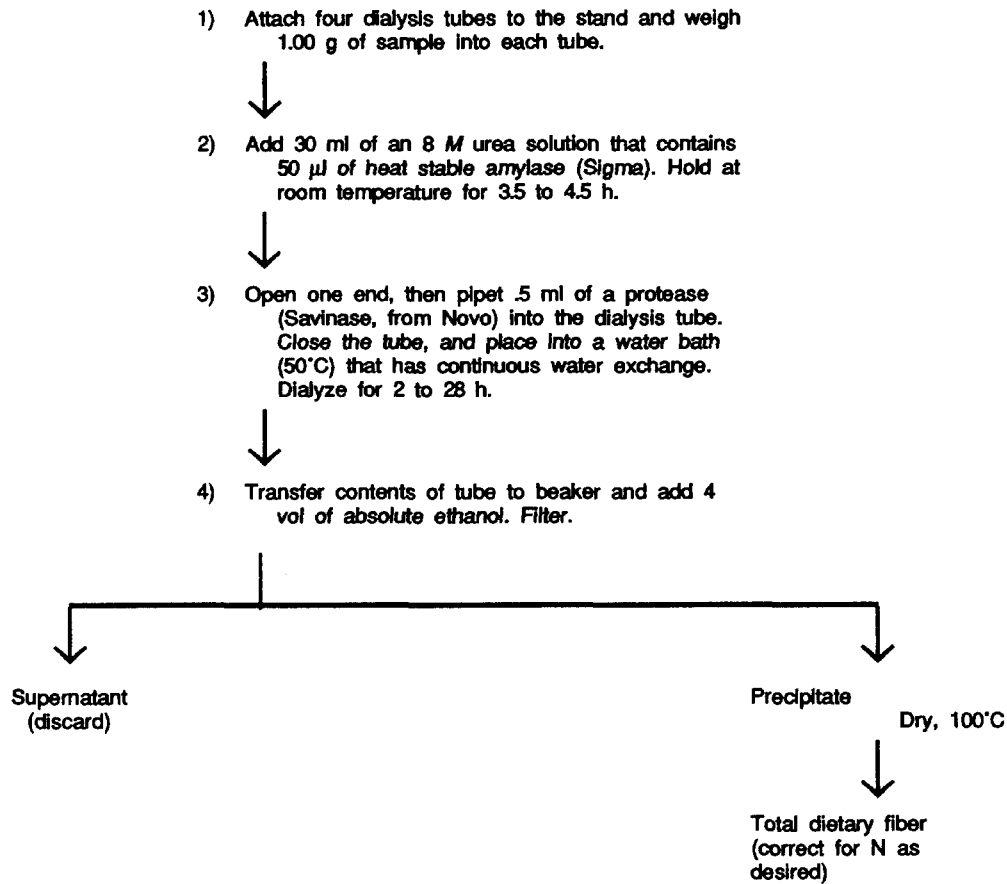 1) Attach four dialysis tubes to the stand and weigh
1.00 g of sample into each tube.
2) Add 30 ml of an 8 M urea solution that contains
50 µl of heat stable amylase (Sigma). Hold at
room temperature for 3.5 to 4.5 h.
3) Open one end, then pipet .5 ml of a protease
(Savinase, from Novo) into the dialysis tube.
Close the tube, and place into a water bath
(50°C) that has continuous water exchange.
Dialyze for 2 to 28 h.
4) Transfer contents of tube to beaker and add 4
vol of absolute ethanol. Filter.
Supernatant
(discard)
Precipitate
Dry, 100°C
Total dietary fiber
(correct for N as
desired)